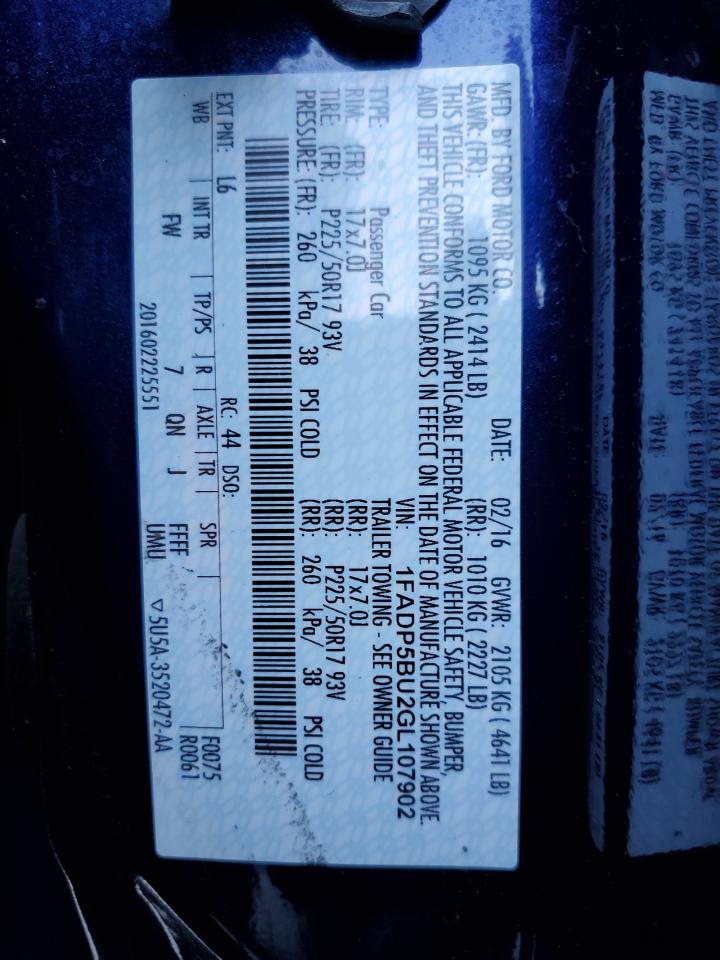 MFD. BY FORD MOTOR CO. DATE: 02/16 GVWR: 2105 KG ( 4641 LB)
GAWR: (FR): 1095 KG ( 2414 LB) (RR): 1010 KG ( 2227 LB)
THIS VEHICLE CONFORMS TO ALL APPLICABLE FEDERAL MOTOR VEHICLE SAFETY, BUMPER,
AND THEFT PREVENTION STANDARDS IN EFFECT ON THE DATE OF MANUFACTURE SHOWN ABOVE.
VIN: 1FADP5BU2GL107902
TYPE: Passenger Car TRAILER TOWING - SEE OWNER GUIDE
RIM: (FR): 17x7.0J (RR): 17x7.0J
TIRE: (FR): P225/50R17 93V (RR): P225/50R17 93V
PRESSURE: (FR): 260 kPa/ 38 PSI COLD (RR): 260 kPa/ 38 PSI COLD
EXT PNT: L6 RC: 44 DSO: F0075
WB | INT TR | TP/PS | R | AXLE | TR | SPR | R0061
FW 7 QN J FFFF
UMU
201602225551 ▽5U5A-3520472-AA